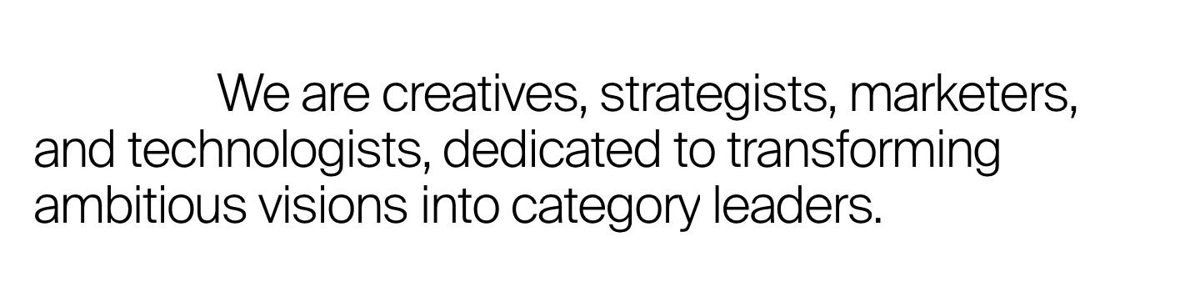 We are creatives, strategists, marketers,
and technologists, dedicated to transforming
ambitious visions into category leaders.